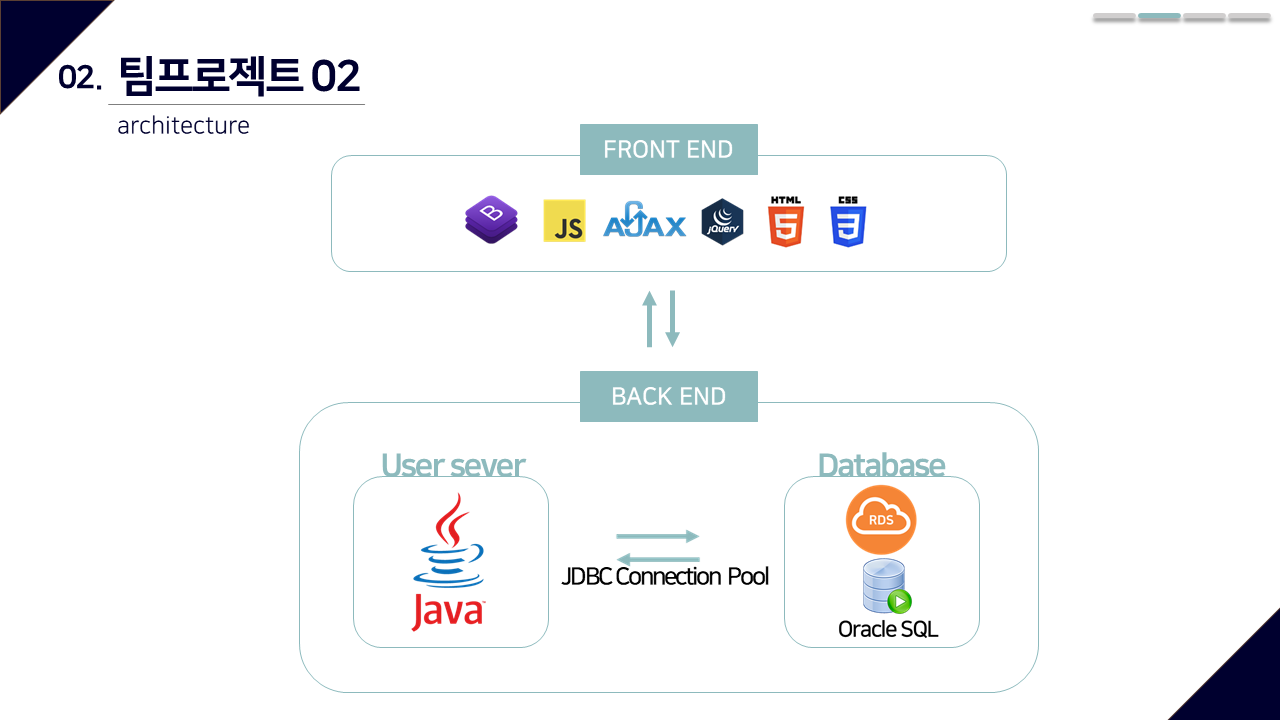 02. 팀프로젝트 02
architecture
FRONT END
B
JS
AJAX
jQuery
HTML
5
CSS
3
BACK END
User sever
Database
Java™
JDBC Connection Pool
RDS
Oracle SQL